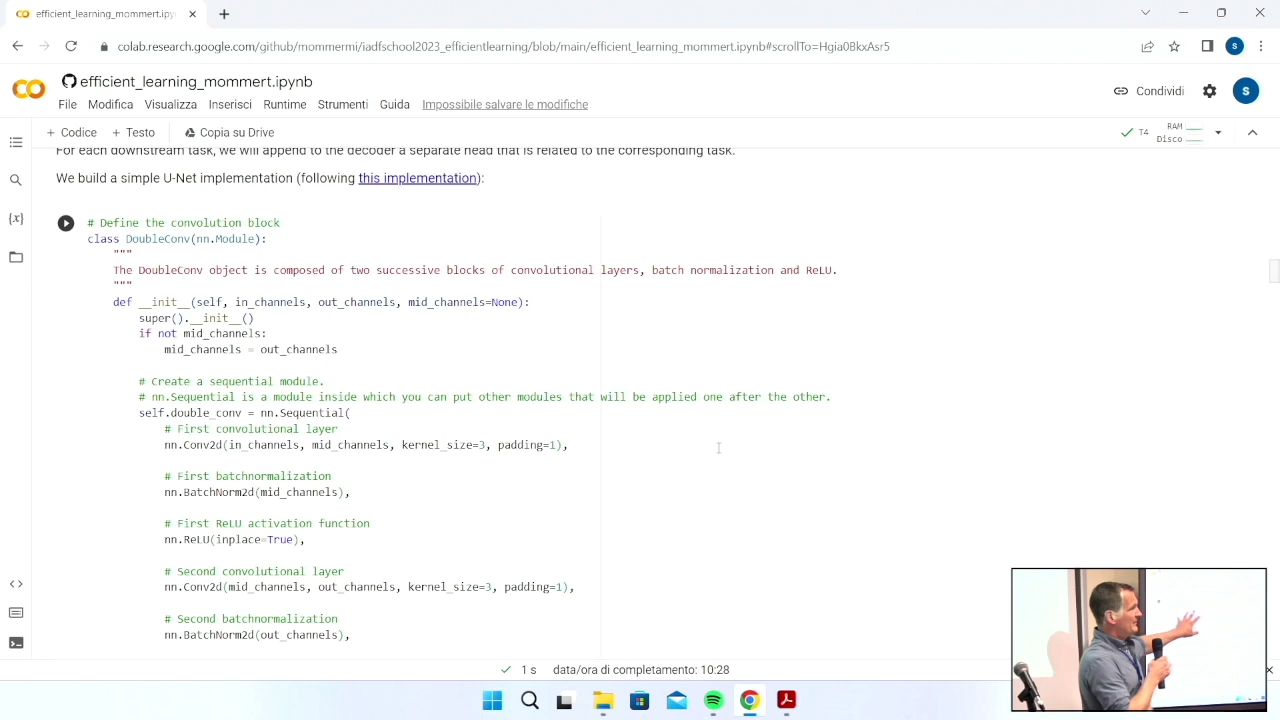 efficient_learning_mommert.ipy
colab.research.google.com/github/mommermi/iadfschool2023_efficientlearning/blob/main/efficient_learning_mommert.ipynb#scrollTo=Hgia0BkxAsr5
S
efficient_learning_mommert.ipynb
File Modifica Visualizza Inserisci Runtime Strumenti Guida Impossibile salvare le modifiche
Condividi
S
+ Codice + Testo Copia su Drive
T4 RAM
Disco
For each downstream task, we will append to the decoder a separate head that is related to the corresponding task.
We build a simple U-Net implementation (following this implementation):
# Define the convolution block
class DoubleConv(nn.Module):
"""
The DoubleConv object is composed of two successive blocks of convolutional layers, batch normalization and ReLU.
"""
def __init__(self, in_channels, out_channels, mid_channels=None):
super().__init__()
if not mid_channels:
mid_channels = out_channels
# Create a sequential module.
# nn.Sequential is a module inside which you can put other modules that will be applied one after the other.
self.double_conv = nn.Sequential(
# First convolutional layer
nn.Conv2d(in_channels, mid_channels, kernel_size=3, padding=1),
# First batchnormalization
nn.BatchNorm2d(mid_channels),
# First ReLU activation function
nn.ReLU(inplace=True),
# Second convolutional layer
nn.Conv2d(mid_channels, out_channels, kernel_size=3, padding=1),
# Second batchnormalization
nn.BatchNorm2d(out_channels),
1 s data/ora di completamento: 10:28